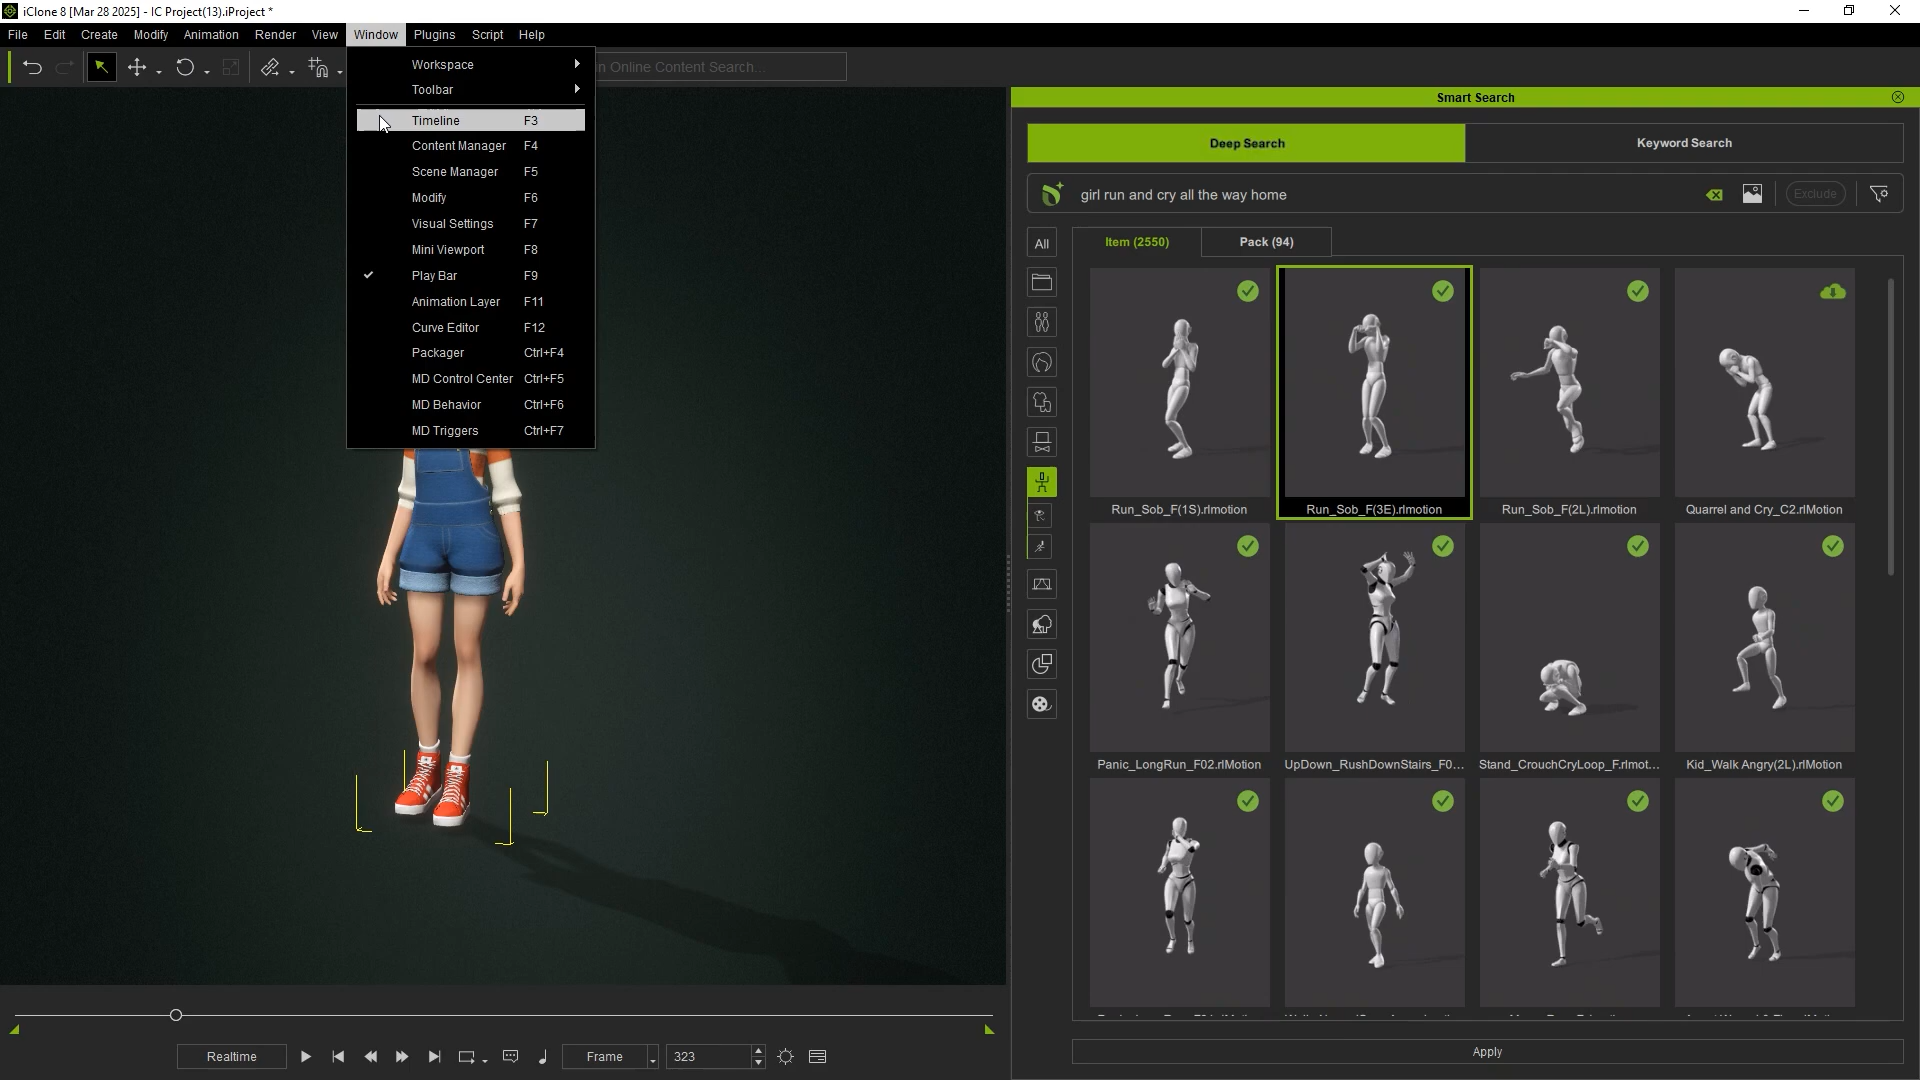 iClone 8 [Mar 28 2025] - IC Project(13).iProject *
File Edit Create Modify Animation Render View Window Plugins Script Help
Workspace
Toolbar
Timeline F3
Content Manager F4
Scene Manager F5
Modify F6
Visual Settings F7
Mini Viewport F8
Play Bar F9
Animation Layer F11
Curve Editor F12
Packager Ctrl+F4
MD Control Center Ctrl+F5
MD Behavior Ctrl+F6
MD Triggers Ctrl+F7
Online Content Search...
Smart Search
Deep Search Keyword Search
girl run and cry all the way home
Exclude
All
Item (2550) Pack (94)
Run_Sob_F(1S).rlmotion Run_Sob_F(3E).rlmotion Run_Sob_F(2L).rlmotion Quarrel and Cry_C2.rlMotion
Panic_LongRun_F02.rlMotion UpDown_RushDownStairs_F0... Stand_CrouchCryLoop_F.rlmot... Kid_Walk Angry(2L).rlMotion
Apply
Realtime Frame 323